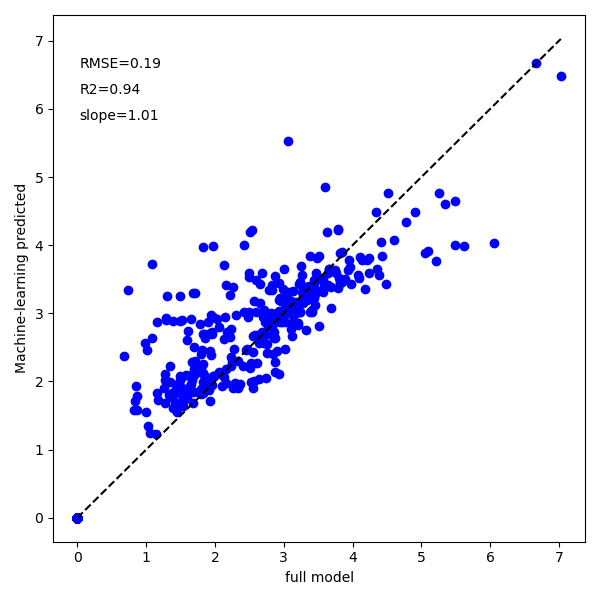 RMSE=0.19
R2=0.94
slope=1.01
Machine-learning predicted
7
6
5
4
3
2
1
0
0 1 2 3 4 5 6 7
full model